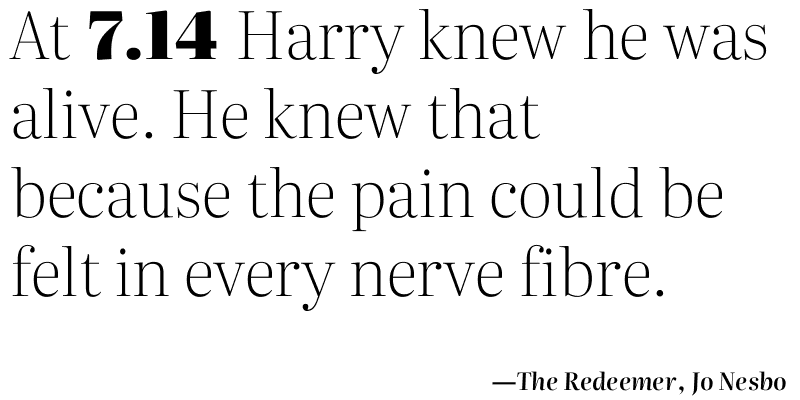 At 7.14 Harry knew he was
alive. He knew that
because the pain could be
felt in every nerve fibre.
—The Redeemer, Jo Nesbo